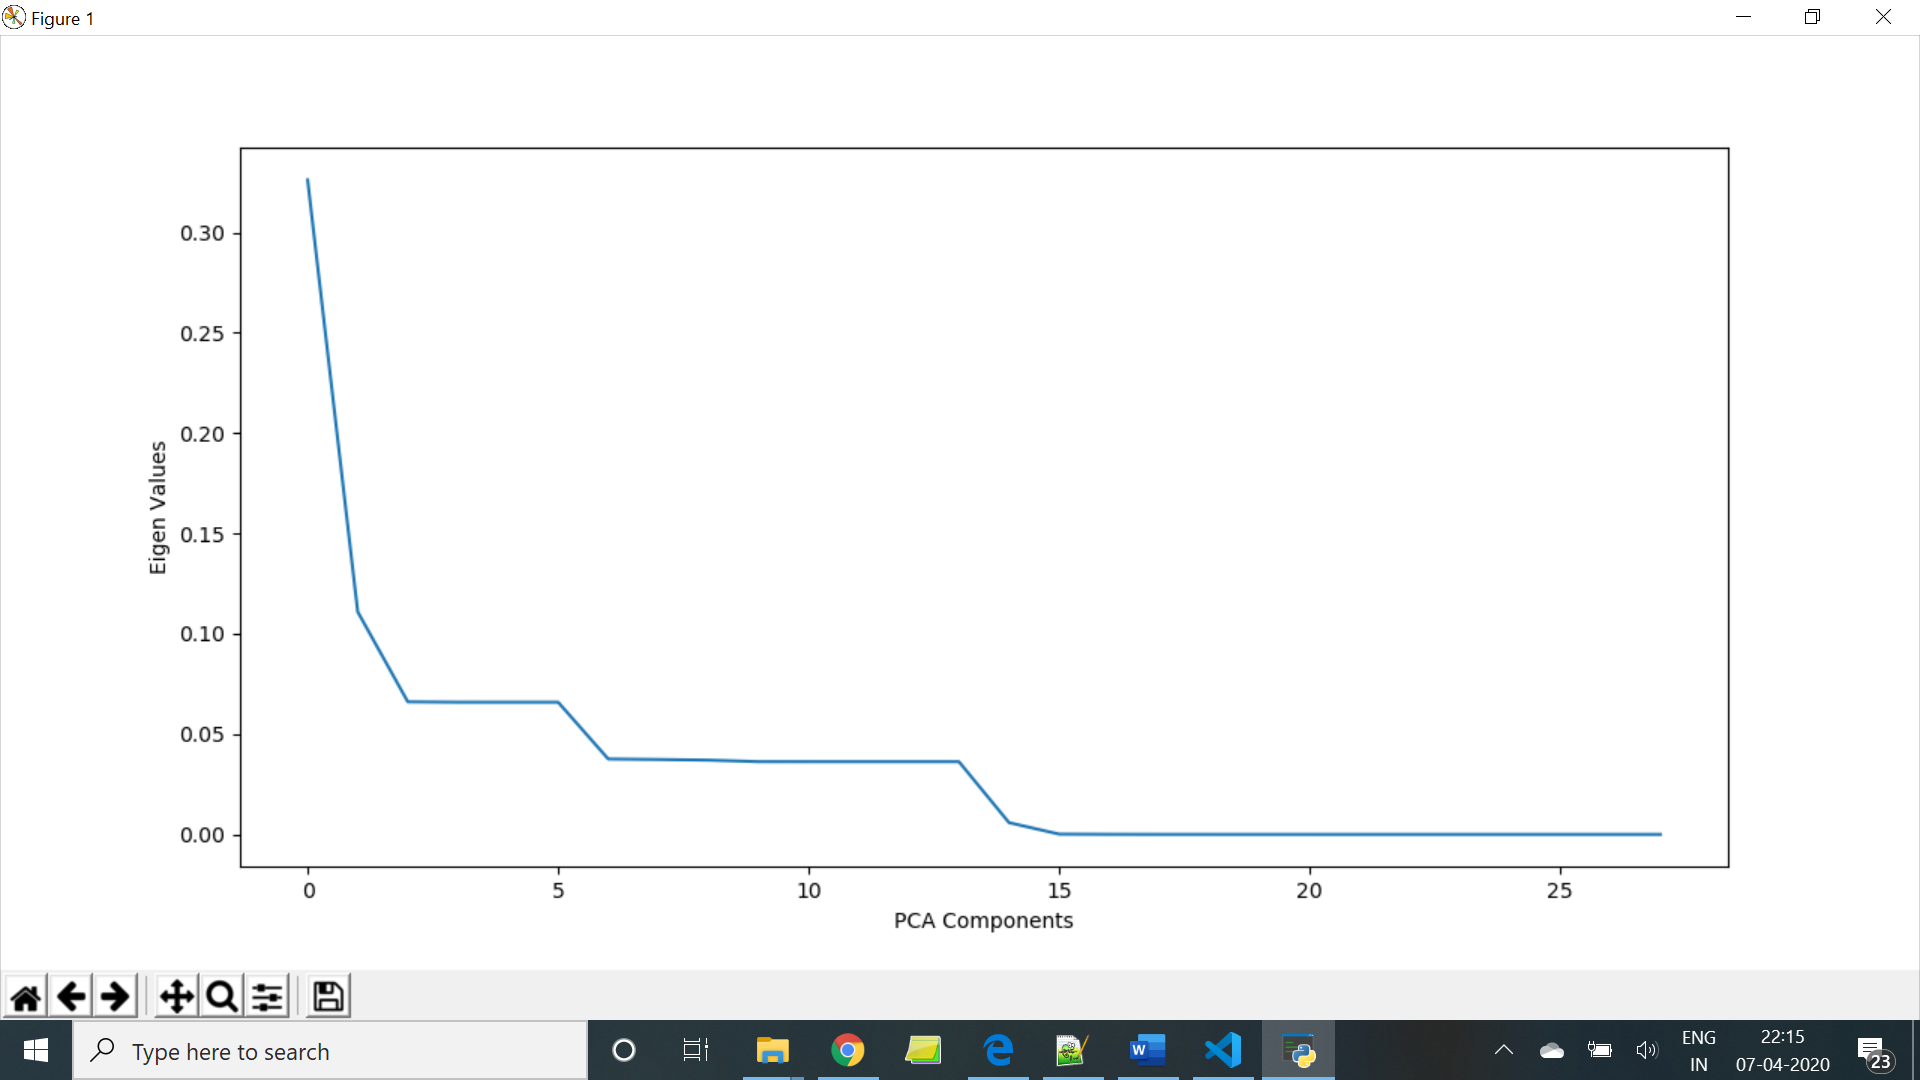 Figure 1
0.30
0.25
0.20
0.15
0.10
0.05
0.00
Eigen Values
0 5 10 15 20 25
PCA Components
Type here to search
W
ENG
IN
22:15
07-04-2020
23